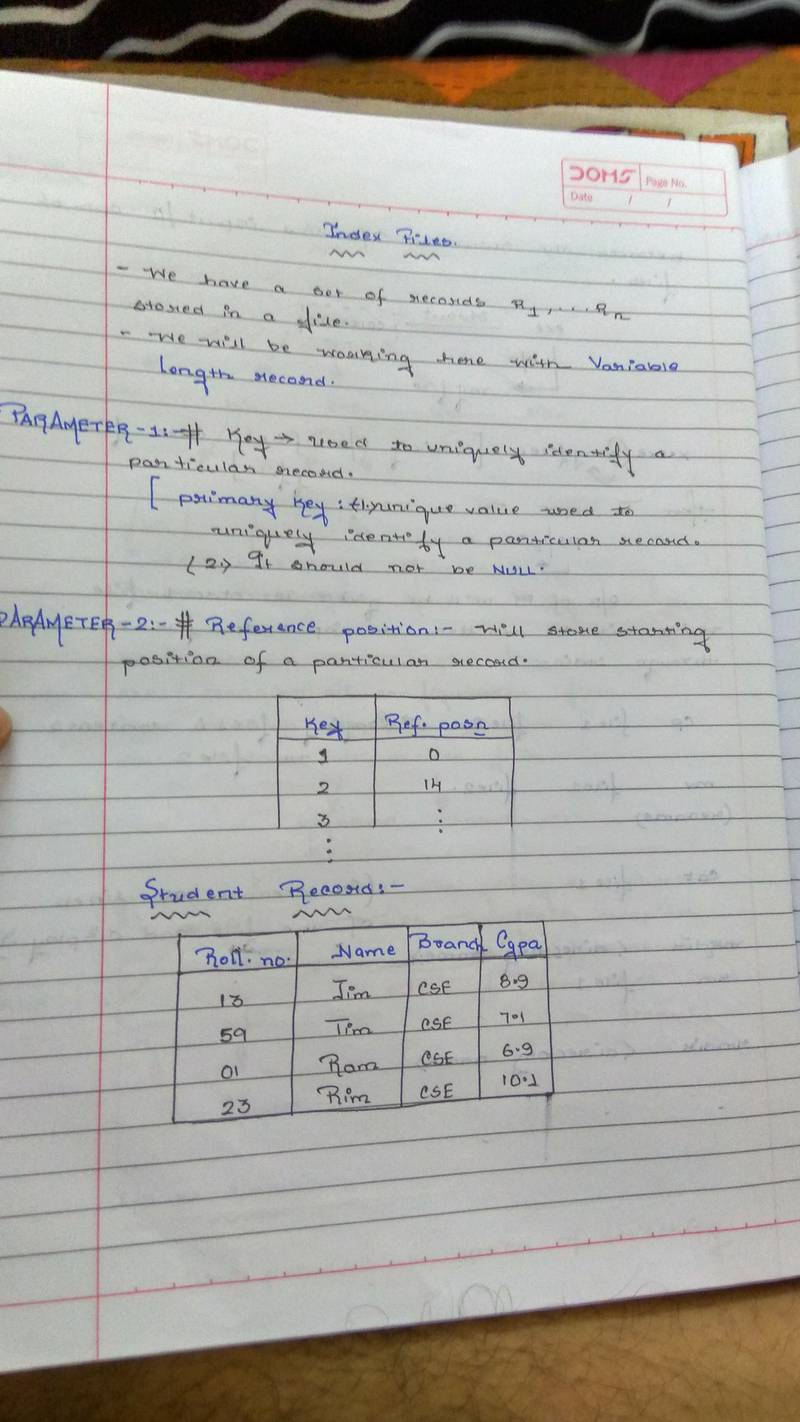 DOMS Page No.
Date / /
Index Files.
- We have a set of records R1,....Rn
stored in a file.
- We will be working here with Variable
Length record.
PARAMETER-1:- # Key → used to uniquely identify a
particular record.
[ primary key: (1.) unique value used to
uniquely identify a particular record.
(2.) It should not be NULL.
PARAMETER-2:- # Reference position:- will store starting
position of a particular record.
Key Ref. posn
1 0
2 14
3 ⋮
⋮
Student Record:-
Roll. no. Name Branch Cgpa
13 Jim CSE 8.9
59 Tim CSE 7.1
01 Ram CSE 6.9
23 Rim CSE 10.1